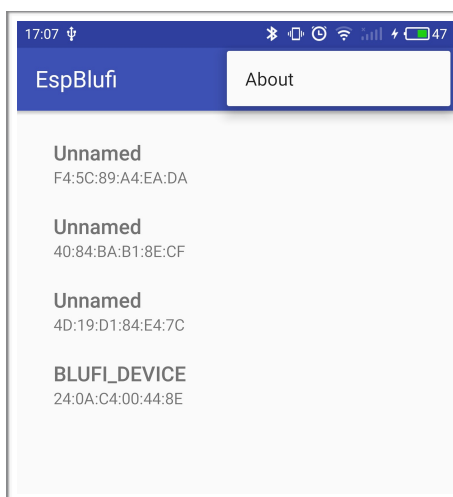 17:07 47
EspBlufi About
Unnamed
F4:5C:89:A4:EA:DA
Unnamed
40:84:BA:B1:8E:CF
Unnamed
4D:19:D1:84:E4:7C
BLUFI_DEVICE
24:0A:C4:00:44:8E